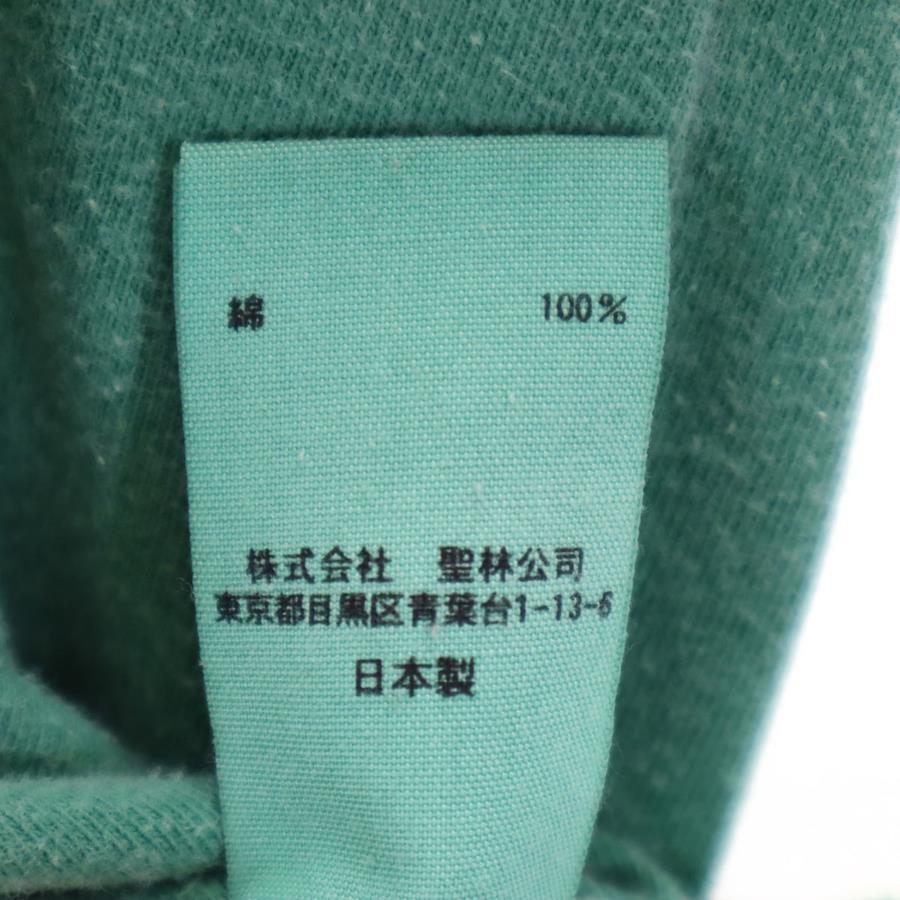 綿 100%
株式会社 聖林公司
東京都目黒区青葉台1-13-6
日本製